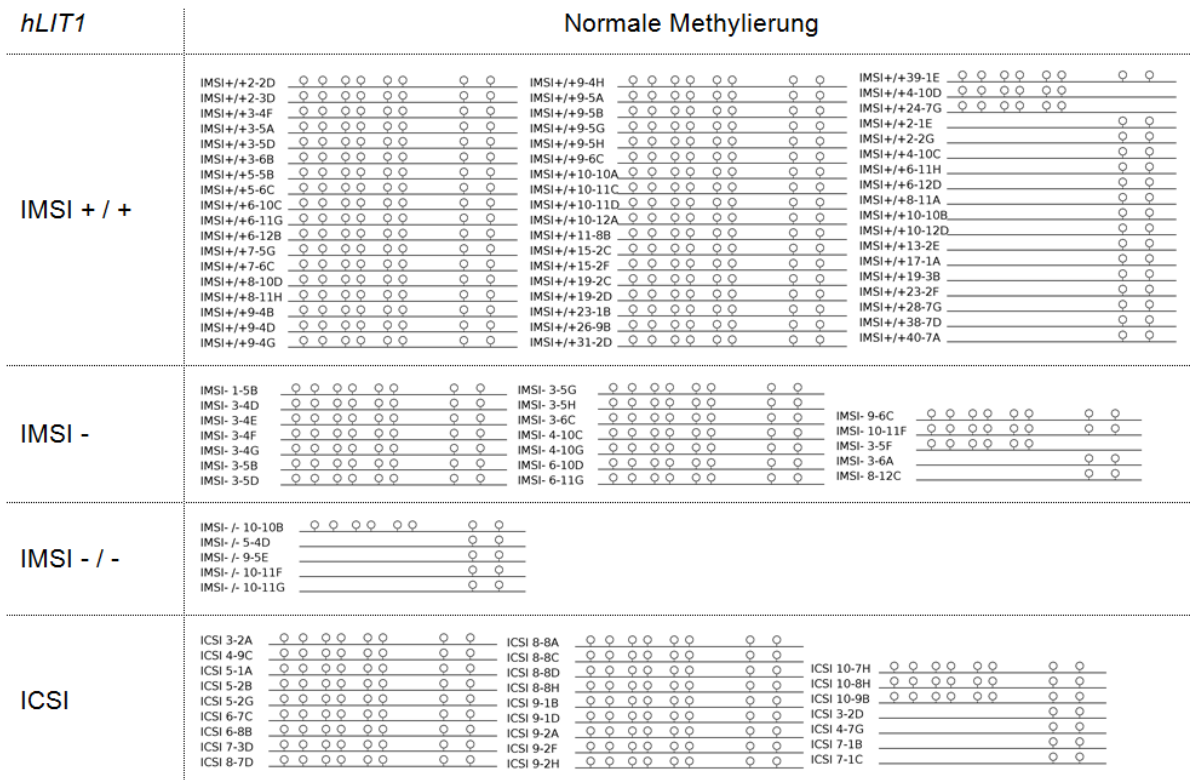 hLIT1
Normale Methylierung
IMSI + / +
IMSI+/+2-2D
IMSI+/+2-3D
IMSI+/+3-4F
IMSI+/+3-5A
IMSI+/+3-5D
IMSI+/+3-6B
IMSI+/+5-5B
IMSI+/+5-6C
IMSI+/+6-10C
IMSI+/+6-11G
IMSI+/+6-12B
IMSI+/+7-5G
IMSI+/+7-6C
IMSI+/+8-10D
IMSI+/+8-11H
IMSI+/+9-4B
IMSI+/+9-4D
IMSI+/+9-4G
IMSI+/+9-4H
IMSI+/+9-5A
IMSI+/+9-5B
IMSI+/+9-5G
IMSI+/+9-5H
IMSI+/+9-6C
IMSI+/+10-10A
IMSI+/+10-11C
IMSI+/+10-11D
IMSI+/+10-12A
IMSI+/+11-8B
IMSI+/+15-2C
IMSI+/+15-2F
IMSI+/+19-2C
IMSI+/+19-2D
IMSI+/+23-1B
IMSI+/+26-9B
IMSI+/+31-2D
IMSI+/+39-1E
IMSI+/+4-10D
IMSI+/+24-7G
IMSI+/+2-1E
IMSI+/+2-2G
IMSI+/+4-10C
IMSI+/+6-11H
IMSI+/+6-12D
IMSI+/+8-11A
IMSI+/+10-10B
IMSI+/+10-12D
IMSI+/+13-2E
IMSI+/+17-1A
IMSI+/+19-3B
IMSI+/+23-2F
IMSI+/+28-7G
IMSI+/+38-7D
IMSI+/+40-7A
IMSI -
IMSI- 1-5B
IMSI- 3-4D
IMSI- 3-4E
IMSI- 3-4F
IMSI- 3-4G
IMSI- 3-5B
IMSI- 3-5D
IMSI- 3-5G
IMSI- 3-5H
IMSI- 3-6C
IMSI- 4-10C
IMSI- 4-10G
IMSI- 6-10D
IMSI- 6-11G
IMSI- 9-6C
IMSI- 10-11F
IMSI- 3-5F
IMSI- 3-6A
IMSI- 8-12C
IMSI - / -
IMSI- /- 10-10B
IMSI- /- 5-4D
IMSI- /- 9-5E
IMSI- /- 10-11F
IMSI- /- 10-11G
ICSI
ICSI 3-2A
ICSI 4-9C
ICSI 5-1A
ICSI 5-2B
ICSI 5-2G
ICSI 6-7C
ICSI 6-8B
ICSI 7-3D
ICSI 8-7D
ICSI 8-8A
ICSI 8-8C
ICSI 8-8D
ICSI 8-8H
ICSI 9-1B
ICSI 9-1D
ICSI 9-2A
ICSI 9-2F
ICSI 9-2H
ICSI 10-7H
ICSI 10-8H
ICSI 10-9B
ICSI 3-2D
ICSI 4-7G
ICSI 7-1B
ICSI 7-1C